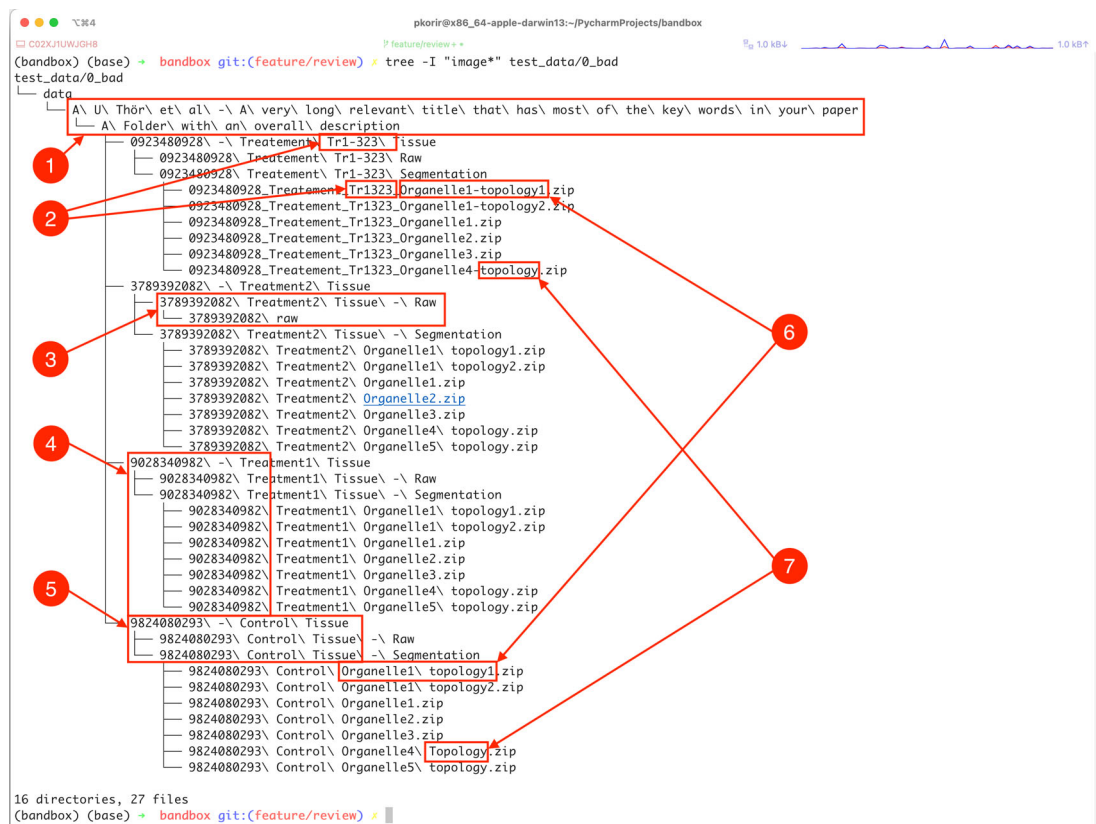 ⌥⌘4 pkorir@x86_64-apple-darwin13:~/PycharmProjects/bandbox
C02XJ1UWJGH8 feature/review 1.0 kB↓ 1.0 kB↑
(bandbox) (base) → bandbox git:(feature/review) ✗ tree -I "image*" test_data/0_bad
test_data/0_bad
└── data
└── A\ U\ Thör\ et\ al\ -\ A\ very\ long\ relevant\ title\ that\ has\ most\ of\ the\ key\ words\ in\ your\ paper
└── A\ Folder\ with\ an\ overall\ description
├── 0923480928\ -\ Treatement\ Tr1-323\ Tissue
1
│   ├── 0923480928\ Treatement\ Tr1-323\ Raw
│   └── 0923480928\ Treatement\ Tr1-323\ Segmentation
│       ├── 0923480928_Treatement_Tr1323_Organelle1-topology1.zip
│       ├── 0923480928_Treatement_Tr1323_Organelle1-topology2.zip
2
│       ├── 0923480928_Treatement_Tr1323_Organelle1.zip
│       ├── 0923480928_Treatement_Tr1323_Organelle2.zip
│       ├── 0923480928_Treatement_Tr1323_Organelle3.zip
│       └── 0923480928_Treatement_Tr1323_Organelle4-topology.zip
├── 3789392082\ -\ Treatment2\ Tissue
│   ├── 3789392082\ Treatment2\ Tissue\ -\ Raw
│   │   └── 3789392082\ raw
6
│   └── 3789392082\ Treatment2\ Tissue\ -\ Segmentation
│       ├── 3789392082\ Treatment2\ Organelle1\ topology1.zip
3
│       ├── 3789392082\ Treatment2\ Organelle1\ topology2.zip
│       ├── 3789392082\ Treatment2\ Organelle1.zip
│       ├── 3789392082\ Treatment2\ Organelle2.zip
│       ├── 3789392082\ Treatment2\ Organelle3.zip
│       ├── 3789392082\ Treatment2\ Organelle4\ topology.zip
4
│       └── 3789392082\ Treatment2\ Organelle5\ topology.zip
├── 9028340982\ -\ Treatment1\ Tissue
│   ├── 9028340982\ Treatment1\ Tissue\ -\ Raw
│   └── 9028340982\ Treatment1\ Tissue\ -\ Segmentation
│       ├── 9028340982\ Treatment1\ Organelle1\ topology1.zip
│       ├── 9028340982\ Treatment1\ Organelle1\ topology2.zip
│       ├── 9028340982\ Treatment1\ Organelle1.zip
│       ├── 9028340982\ Treatment1\ Organelle2.zip
7
│       ├── 9028340982\ Treatment1\ Organelle3.zip
5
│       ├── 9028340982\ Treatment1\ Organelle4\ topology.zip
│       └── 9028340982\ Treatment1\ Organelle5\ topology.zip
└── 9824080293\ -\ Control\ Tissue
├── 9824080293\ Control\ Tissue\ -\ Raw
└── 9824080293\ Control\ Tissue\ -\ Segmentation
├── 9824080293\ Control\ Organelle1\ topology1.zip
├── 9824080293\ Control\ Organelle1\ topology2.zip
├── 9824080293\ Control\ Organelle1.zip
├── 9824080293\ Control\ Organelle2.zip
├── 9824080293\ Control\ Organelle3.zip
├── 9824080293\ Control\ Organelle4\ Topology.zip
└── 9824080293\ Control\ Organelle5\ topology.zip
16 directories, 27 files
(bandbox) (base) → bandbox git:(feature/review) ✗